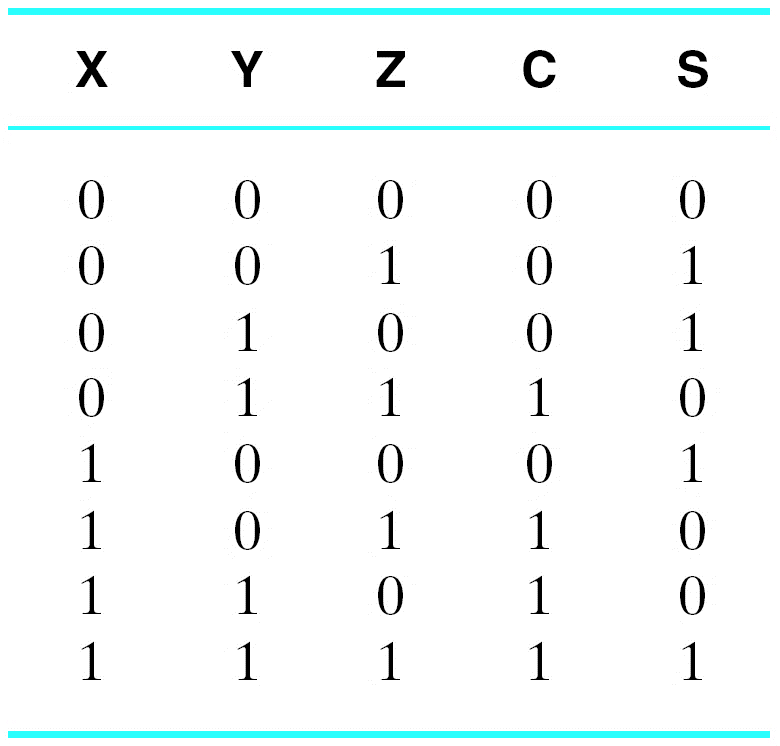 X Y Z C S
0 0 0 0 0
0 0 1 0 1
0 1 0 0 1
0 1 1 1 0
1 0 0 0 1
1 0 1 1 0
1 1 0 1 0
1 1 1 1 1